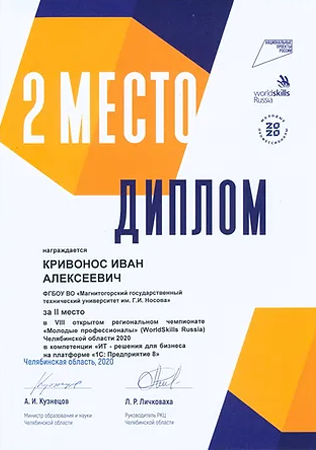 НАЦИОНАЛЬНЫЕ
ПРОЕКТЫ
РОССИИ
worldskills
Russia
МОЛОДЫЕ ПРОФЕССИОНАЛЫ
2020
2 МЕСТО
ДИПЛОМ
награждается
КРИВОНОС ИВАН
АЛЕКСЕЕВИЧ
ФГБОУ ВО «Магнитогорский государственный
технический университет им. Г.И. Носова»
за II место
в VIII открытом региональном чемпионате
«Молодые профессионалы» (WorldSkills Russia)
Челябинской области 2020
в компетенции «ИТ - решения для бизнеса
на платформе «1С: Предприятие 8»
Челябинская область, 2020
А. И. Кузнецов
Министр образования и науки
Челябинской области
Л. Р. Личковаха
Руководитель РКЦ
Челябинской области